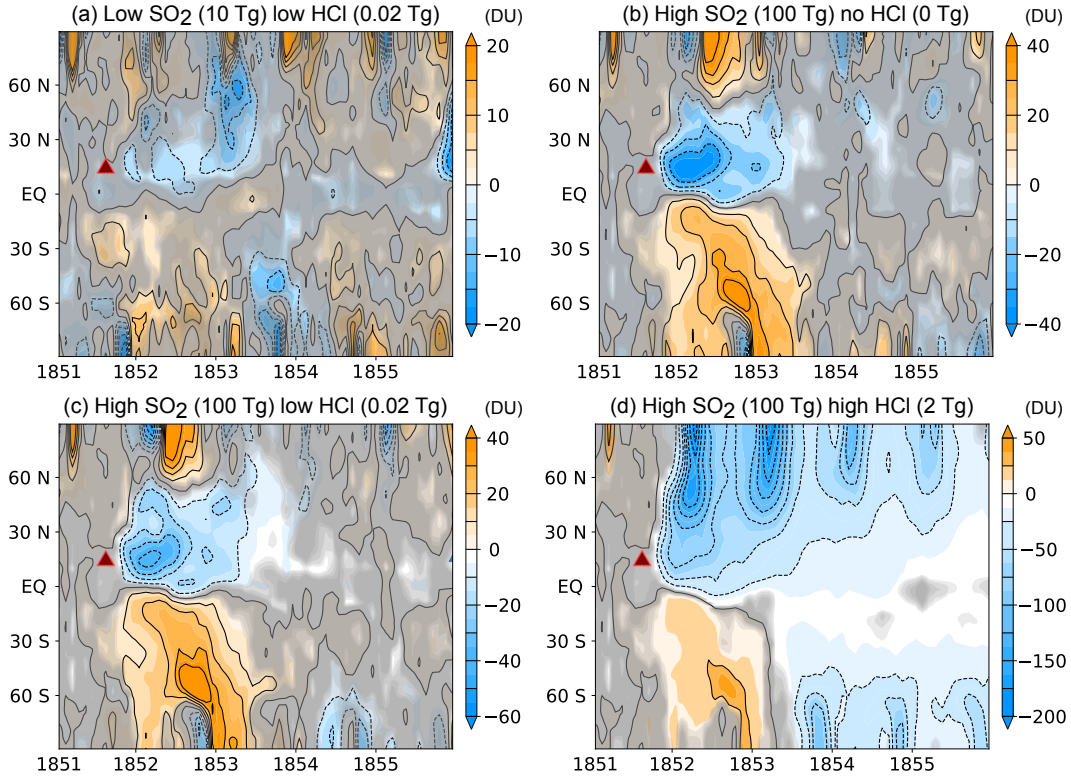 (a) Low SO2 (10 Tg) low HCl (0.02 Tg) (DU)
20
10
0
−10
−20
60 N
30 N
EQ
30 S
60 S
1851 1852 1853 1854 1855
(b) High SO2 (100 Tg) no HCl (0 Tg) (DU)
40
20
0
−20
−40
60 N
30 N
EQ
30 S
60 S
1851 1852 1853 1854 1855
(c) High SO2 (100 Tg) low HCl (0.02 Tg) (DU)
40
20
0
−20
−40
−60
60 N
30 N
EQ
30 S
60 S
1851 1852 1853 1854 1855
(d) High SO2 (100 Tg) high HCl (2 Tg) (DU)
50
0
−50
−100
−150
−200
60 N
30 N
EQ
30 S
60 S
1851 1852 1853 1854 1855